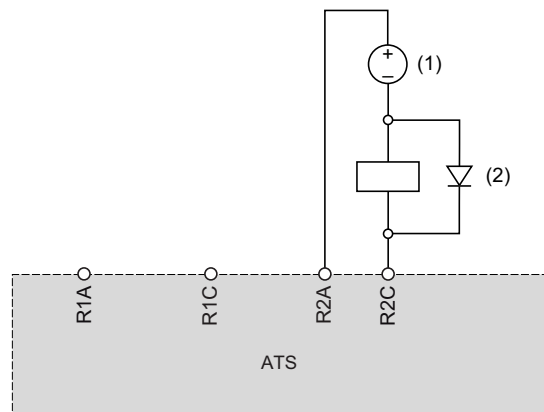 +
(1)
−
(2)
R1A
R1C
R2A
R2C
ATS